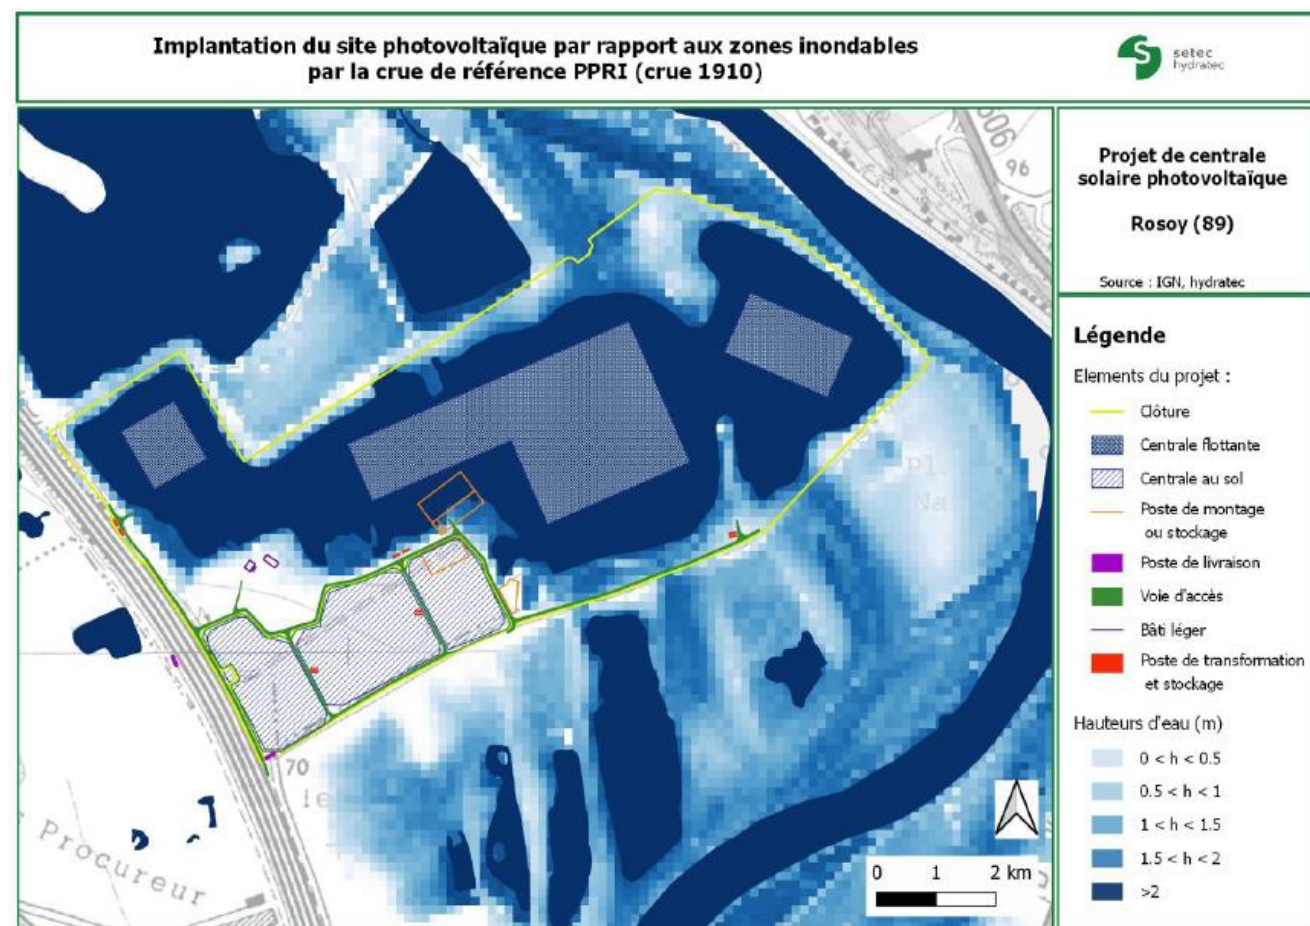 Implantation du site photovoltaïque par rapport aux zones inondables
par la crue de référence PPRI (crue 1910)
setec
hydratec
606
96
Pl
Na
70
le
Procureur
0 1 2 km
Projet de centrale
solaire photovoltaïque
Rosoy (89)
Source : IGN, hydratec
Légende
Elements du projet :
Clôture
Centrale flottante
Centrale au sol
Poste de montage
ou stockage
Poste de livraison
Voie d'accès
Bâti léger
Poste de transformation
et stockage
Hauteurs d'eau (m)
0 < h < 0.5
0.5 < h < 1
1 < h < 1.5
1.5 < h < 2
>2